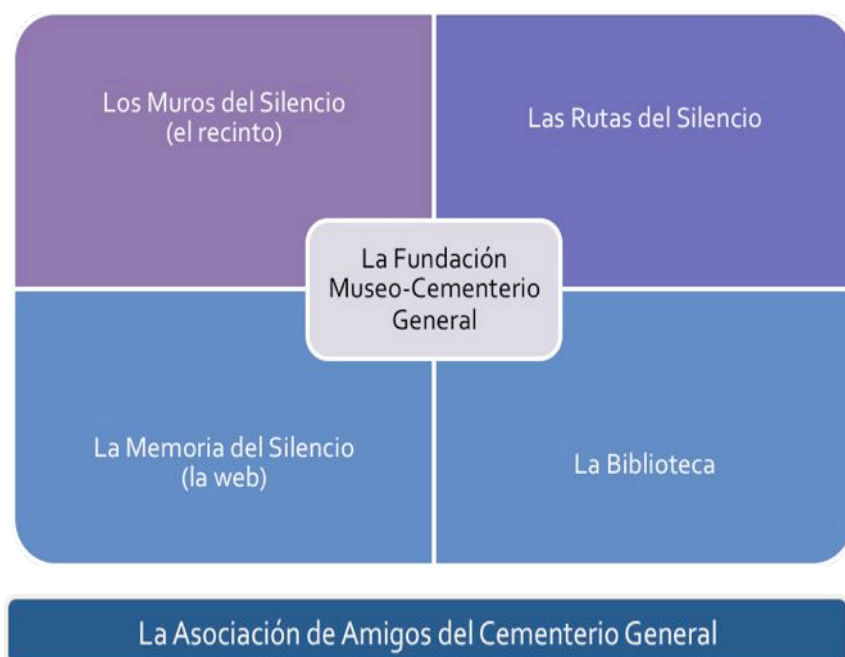 Los Muros del Silencio
(el recinto)
Las Rutas del Silencio
La Fundación
Museo-Cementerio
General
La Memoria del Silencio
(la web)
La Biblioteca
La Asociación de Amigos del Cementerio General